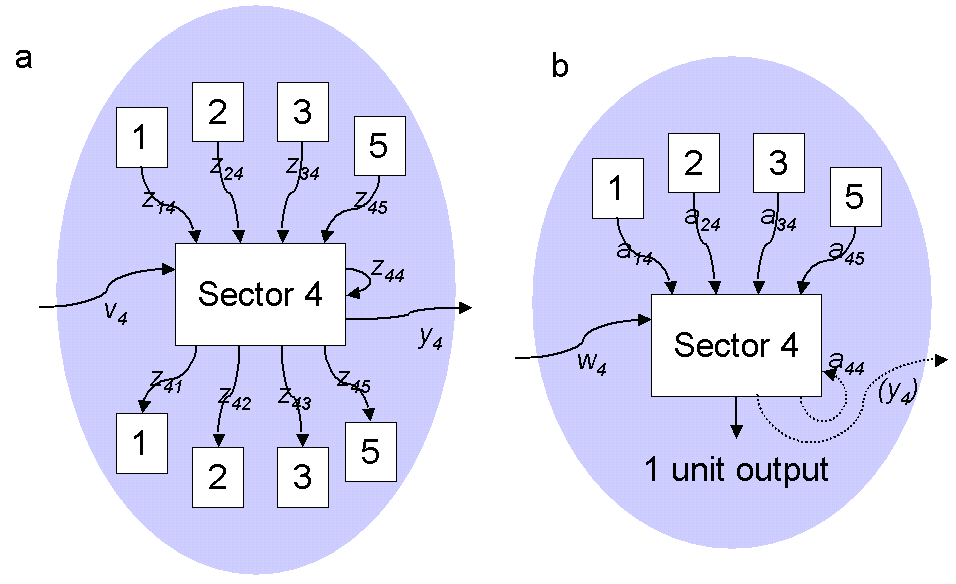 a
1
2
3
5
z14
z24
z34
z45
Sector 4
z44
v4
y4
z41
z42
z43
z45
1
2
3
5
b
1
2
3
5
a14
a24
a34
a45
Sector 4
w4
a44
(y4)
1 unit output